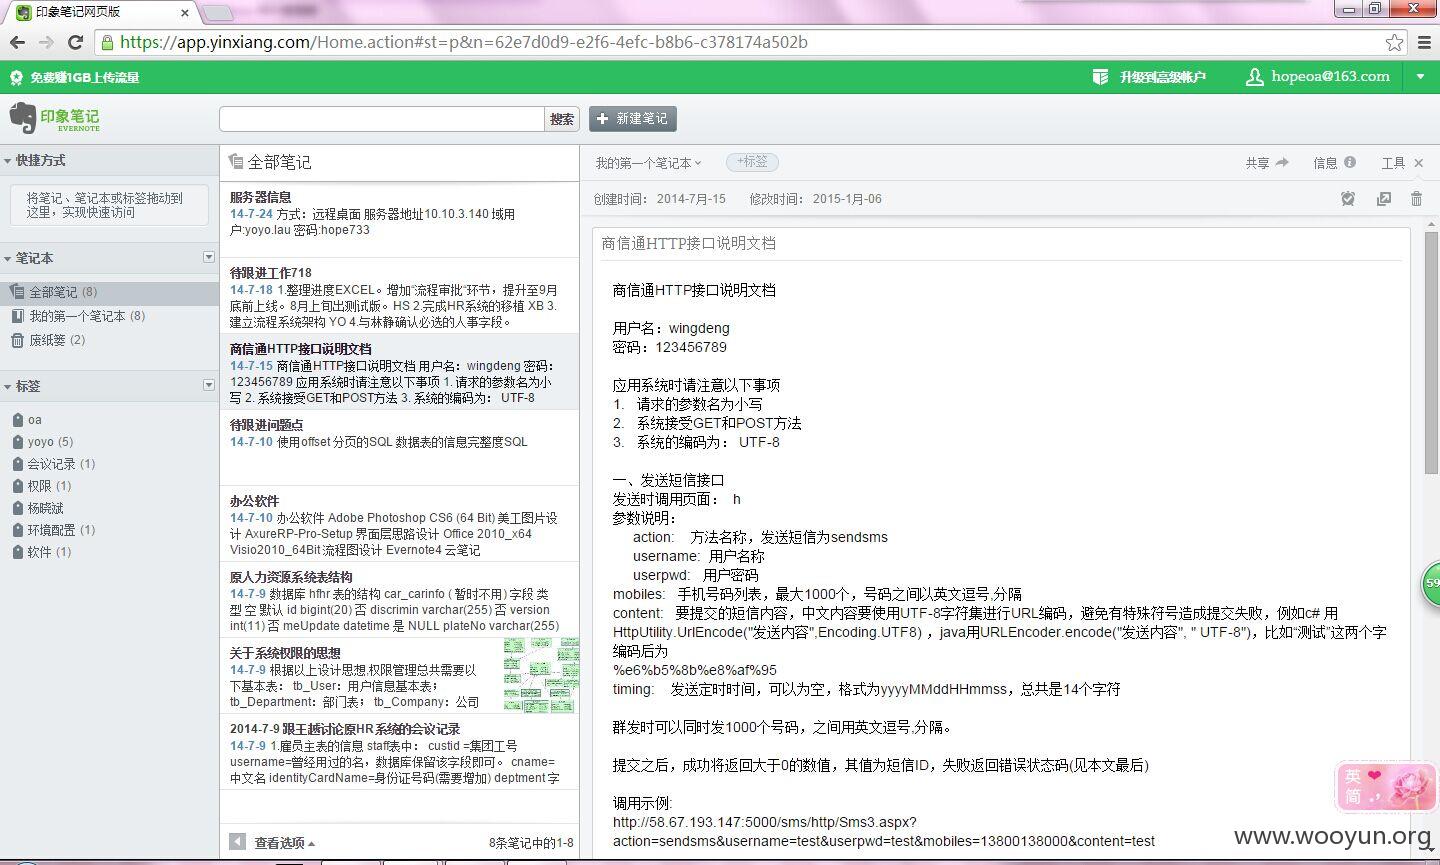 印象笔记网页版
https://app.yinxiang.com/Home.action#st=p&n=62e7d0d9-e2f6-4efc-b8b6-c378174a502b
免费赚1GB上传流量
升级到高级帐户
hopeoa@163.com
印象笔记
EVERNOTE
搜索
新建笔记
快捷方式
将笔记、笔记本或标签拖动到
这里，实现快速访问
笔记本
全部笔记 (8)
我的第一个笔记本 (8)
废纸篓 (2)
标签
oa
yoyo (5)
会议记录 (1)
权限 (1)
杨晓斌
环境配置 (1)
软件 (1)
全部笔记
服务器信息
14-7-24 方式：远程桌面 服务器地址10.10.3.140 域用
户:yoyo.lau 密码:hope733
待跟进工作718
14-7-18 1.整理进度EXCEL。增加“流程审批”环节，提升至9月
底前上线。8月上旬出测试版。HS 2.完成HR系统的移植 XB 3.
建立流程系统架构 YO 4.与林静确认必选的人事字段。
商信通HTTP接口说明文档
14-7-15 商信通HTTP接口说明文档 用户名：wingdeng 密码：
123456789 应用系统时请注意以下事项 1. 请求的参数名为小
写 2. 系统接受GET和POST方法 3. 系统的编码为： UTF-8
待跟进问题点
14-7-10 使用offset 分页的SQL 数据表的信息完整度SQL
办公软件
14-7-10 办公软件 Adobe Photoshop CS6 (64 Bit) 美工图片设
计 AxureRP-Pro-Setup 界面层思路设计 Office 2010_x64
Visio2010_64Bit 流程图设计 Evernote4 云笔记
原人力资源系统表结构
14-7-9 数据库 hfhr 表的结构 car_carinfo ( 暂时不用 ) 字段 类
型 空 默认 id bigint(20) 否 discrimin varchar(255) 否 version
int(11) 否 meUpdate datetime 是 NULL plateNo varchar(255)
关于系统权限的思想
14-7-9 根据以上设计思想,权限管理总共需要以
下基本表： tb_User：用户信息基本表；
tb_Department：部门表； tb_Company：公司
2014-7-9 跟王越讨论原HR系统的会议记录
14-7-9 1.雇员主表的信息 staff表中： custid =集团工号
username=曾经用过的名，数据库保留该字段即可。 cname=
中文名 identityCardName=身份证号码(需要增加) deptment 字
查看选项
8条笔记中的1-8
我的第一个笔记本
+标签
共享
信息
工具
创建时间： 2014-7月-15
修改时间： 2015-1月-06
商信通HTTP接口说明文档
商信通HTTP接口说明文档
用户名：wingdeng
密码：123456789
应用系统时请注意以下事项
1. 请求的参数名为小写
2. 系统接受GET和POST方法
3. 系统的编码为： UTF-8
一、发送短信接口
发送时调用页面： h
参数说明：
action: 方法名称，发送短信为sendsms
username: 用户名称
userpwd: 用户密码
mobiles: 手机号码列表，最大1000个，号码之间以英文逗号,分隔
content: 要提交的短信内容，中文内容要使用UTF-8字符集进行URL编码，避免有特殊符号造成提交失败，例如c# 用
HttpUtility.UrlEncode("发送内容",Encoding.UTF8) ，java用URLEncoder.encode("发送内容", " UTF-8")，比如“测试”这两个字
编码后为
%e6%b5%8b%e8%af%95
timing: 发送定时时间，可以为空，格式为yyyyMMddHHmmss，总共是14个字符
群发时可以同时发1000个号码，之间用英文逗号,分隔。
提交之后，成功将返回大于0的数值，其值为短信ID，失败返回错误状态码(见本文最后)
调用示例:
http://58.67.193.147:5000/sms/http/Sms3.aspx?
action=sendsms&username=test&userpwd=test&mobiles=13800138000&content=test
59
英
简
www.wooyun.org